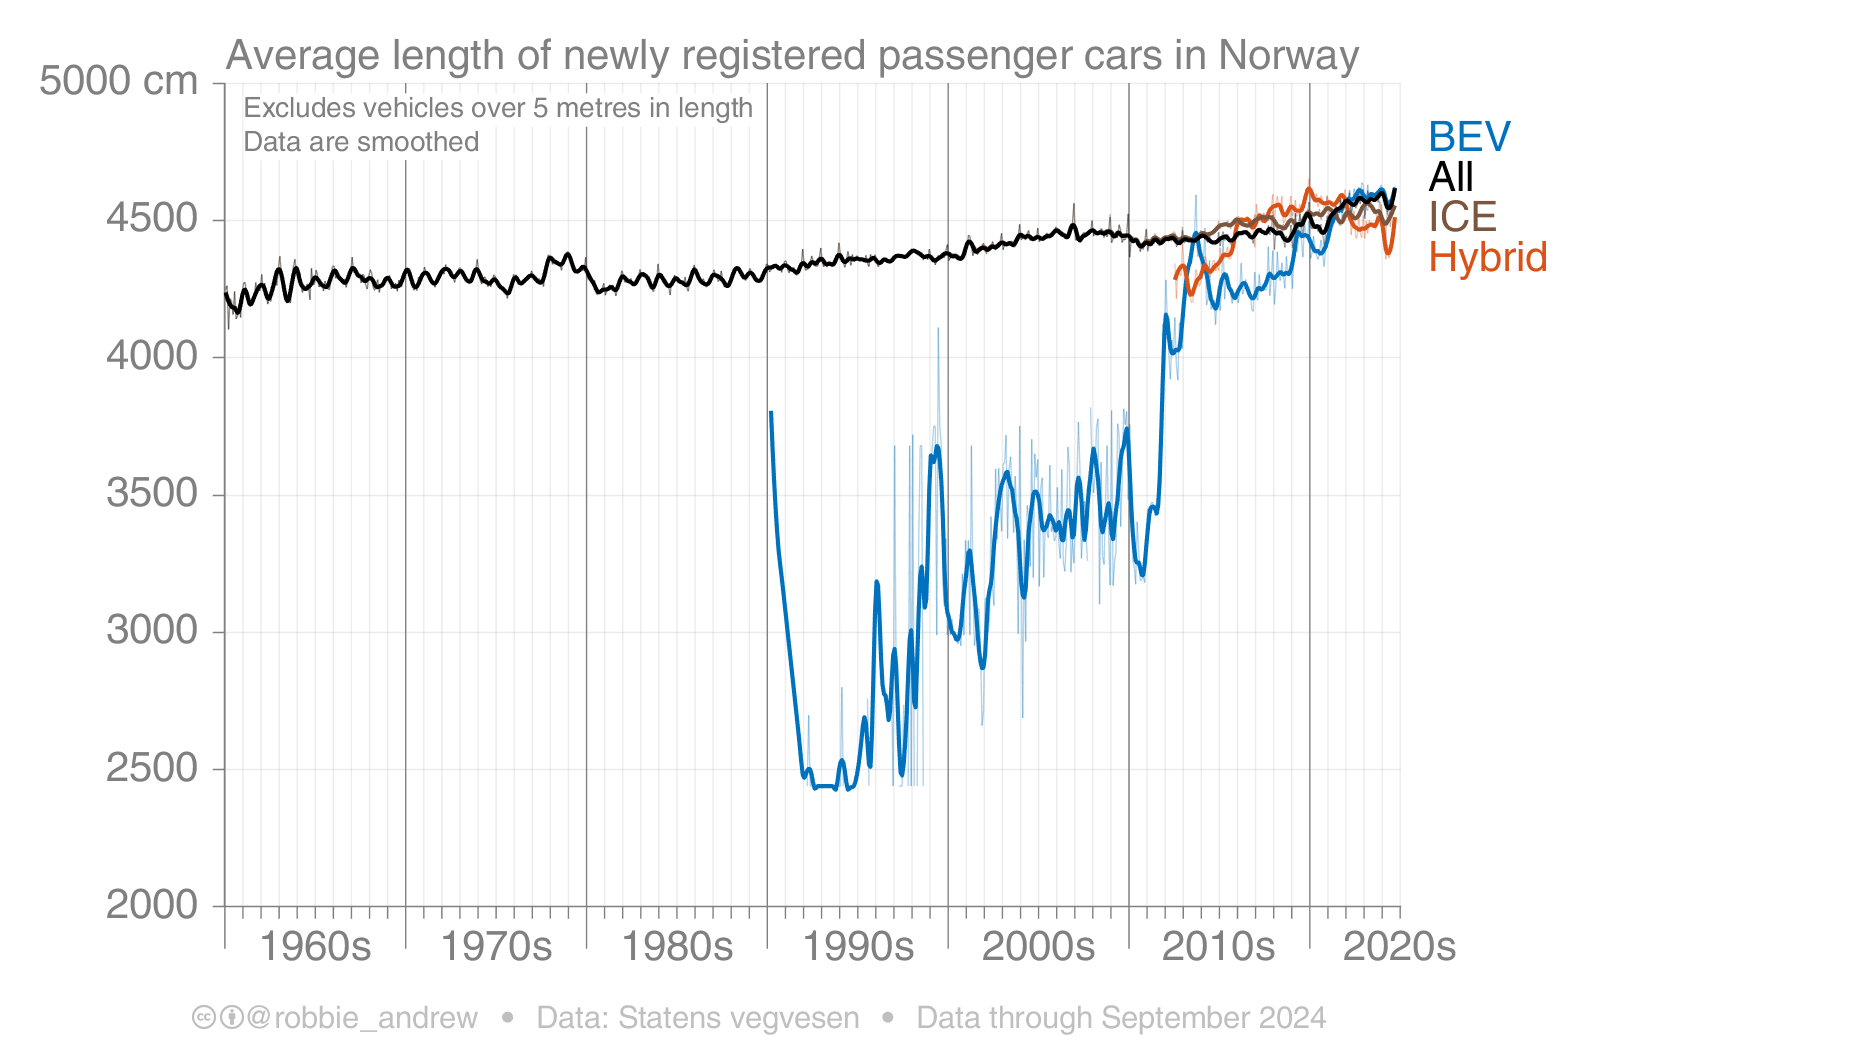 Average length of newly registered passenger cars in Norway
5000 cm
Excludes vehicles over 5 metres in length
Data are smoothed
4500
4000
3500
3000
2500
2000
BEV
All
ICE
Hybrid
1960s 1970s 1980s 1990s 2000s 2010s 2020s
cc @robbie_andrew • Data: Statens vegvesen • Data through September 2024